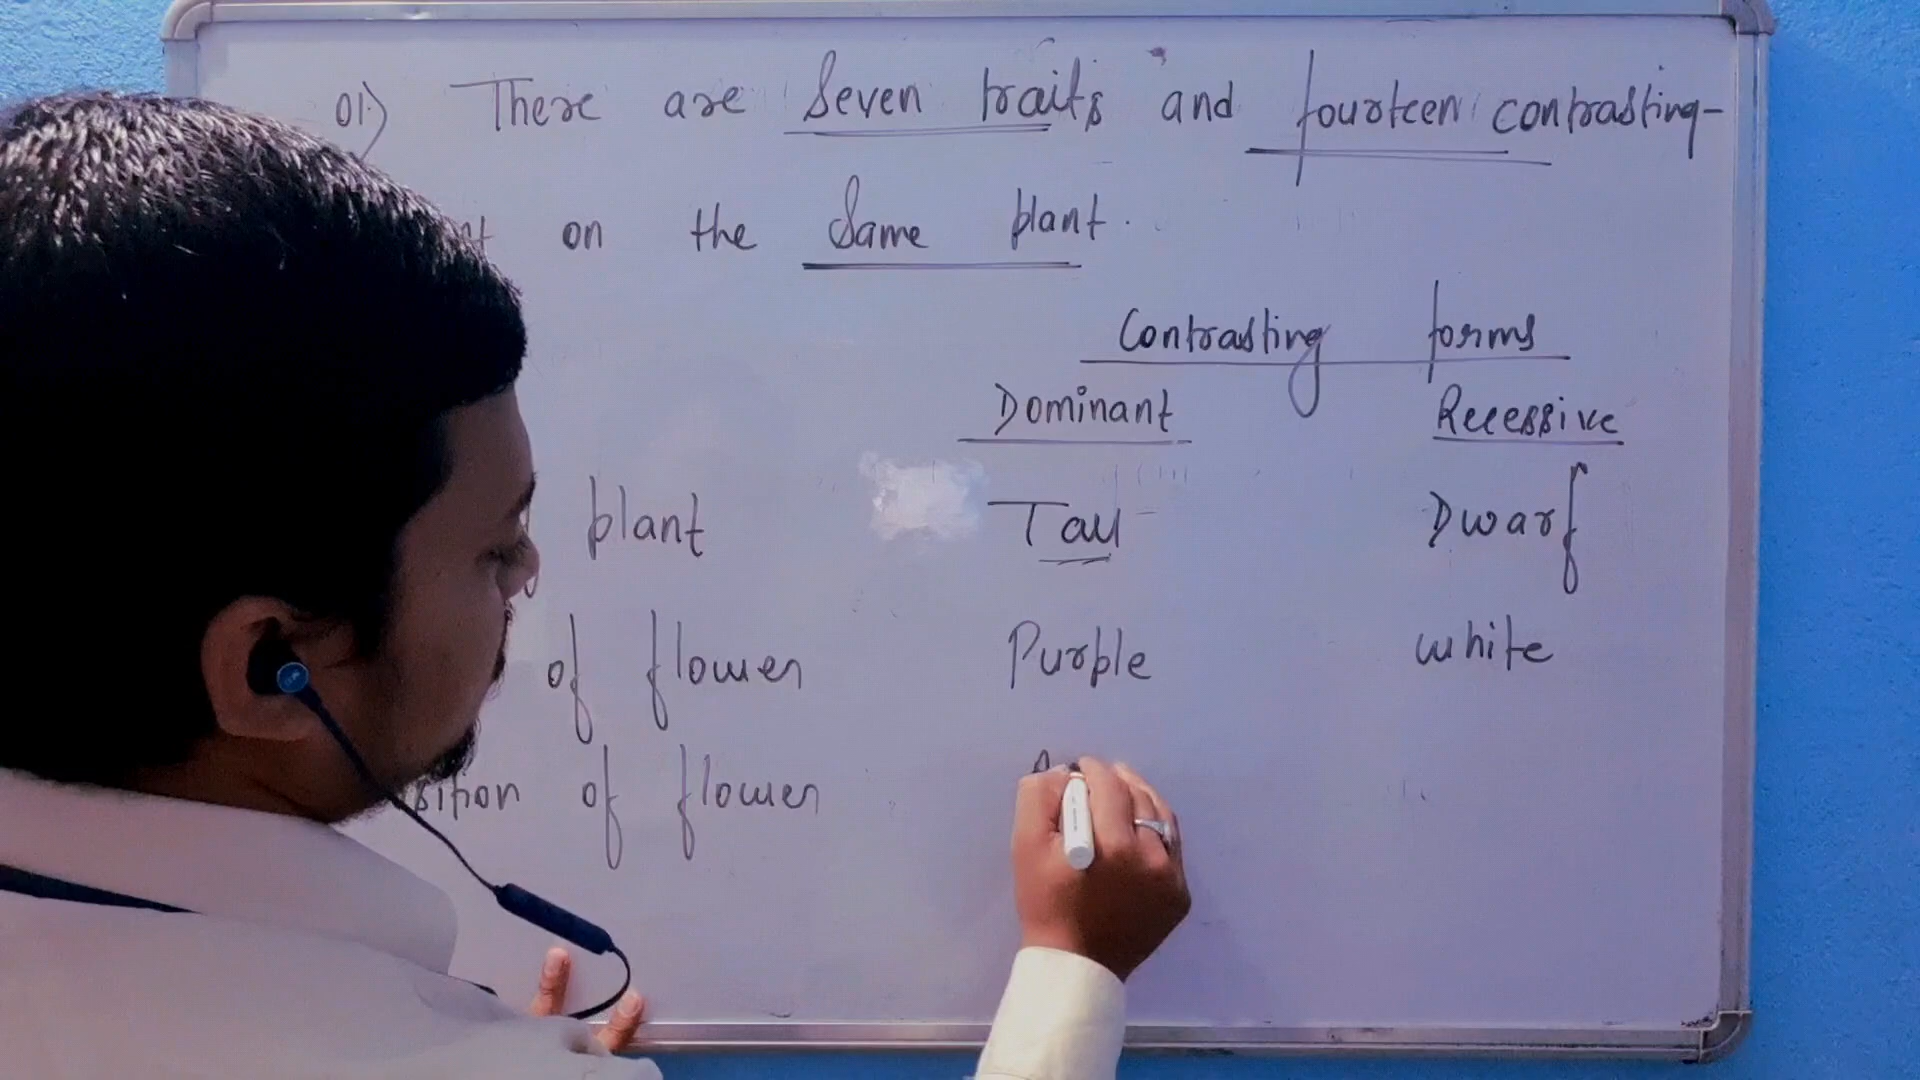 01) There are Seven traits and fourteen contrasting-
on the Same plant.
Contrasting forms
Dominant Recessive
plant Tall Dwarf
of flower Purple white
of flower